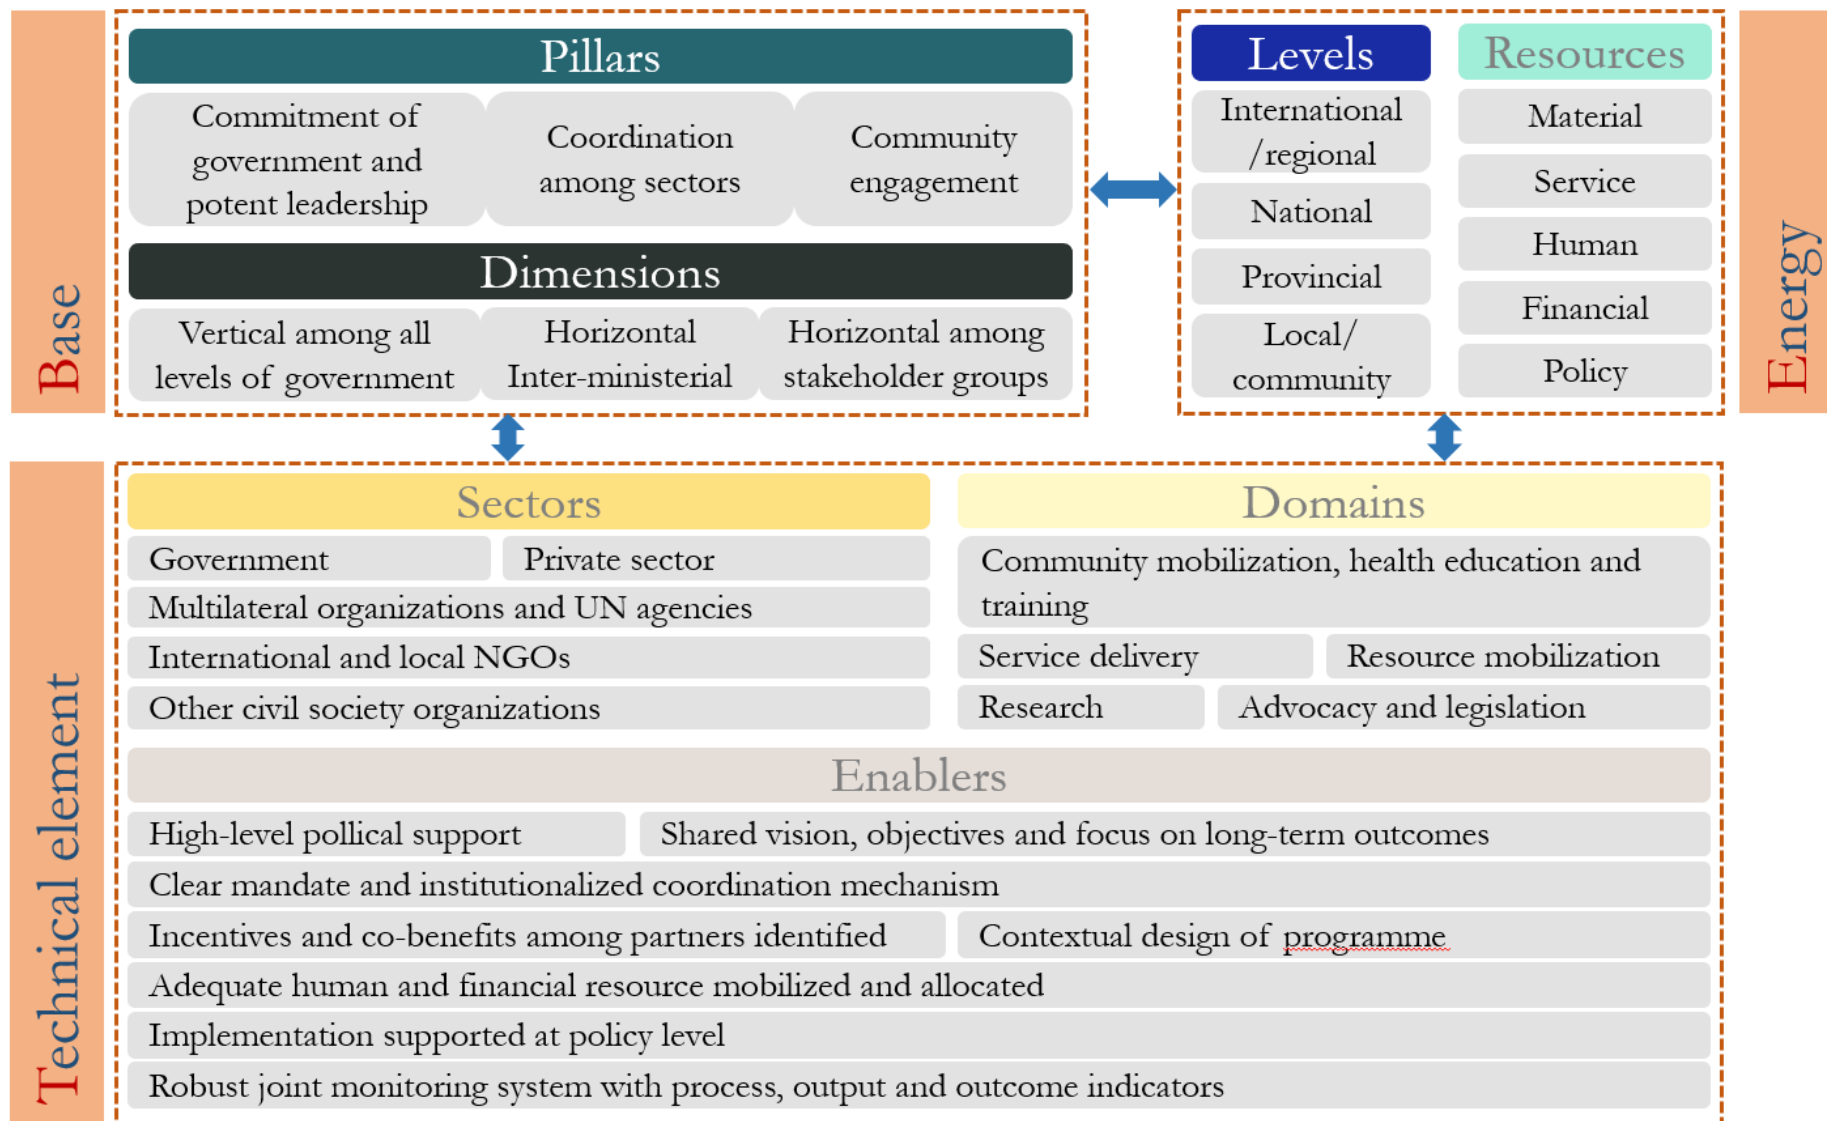 Base
Pillars
Commitment of
government and
potent leadership
Coordination
among sectors
Community
engagement
Dimensions
Vertical among all
levels of government
Horizontal
Inter-ministerial
Horizontal among
stakeholder groups
Levels
International
/regional
National
Provincial
Local/
community
Resources
Material
Service
Human
Financial
Policy
Energy
Technical element
Sectors
Government
Private sector
Multilateral organizations and UN agencies
International and local NGOs
Other civil society organizations
Domains
Community mobilization, health education and
training
Service delivery
Resource mobilization
Research
Advocacy and legislation
Enablers
High-level pollical support
Shared vision, objectives and focus on long-term outcomes
Clear mandate and institutionalized coordination mechanism
Incentives and co-benefits among partners identified
Contextual design of programme
Adequate human and financial resource mobilized and allocated
Implementation supported at policy level
Robust joint monitoring system with process, output and outcome indicators